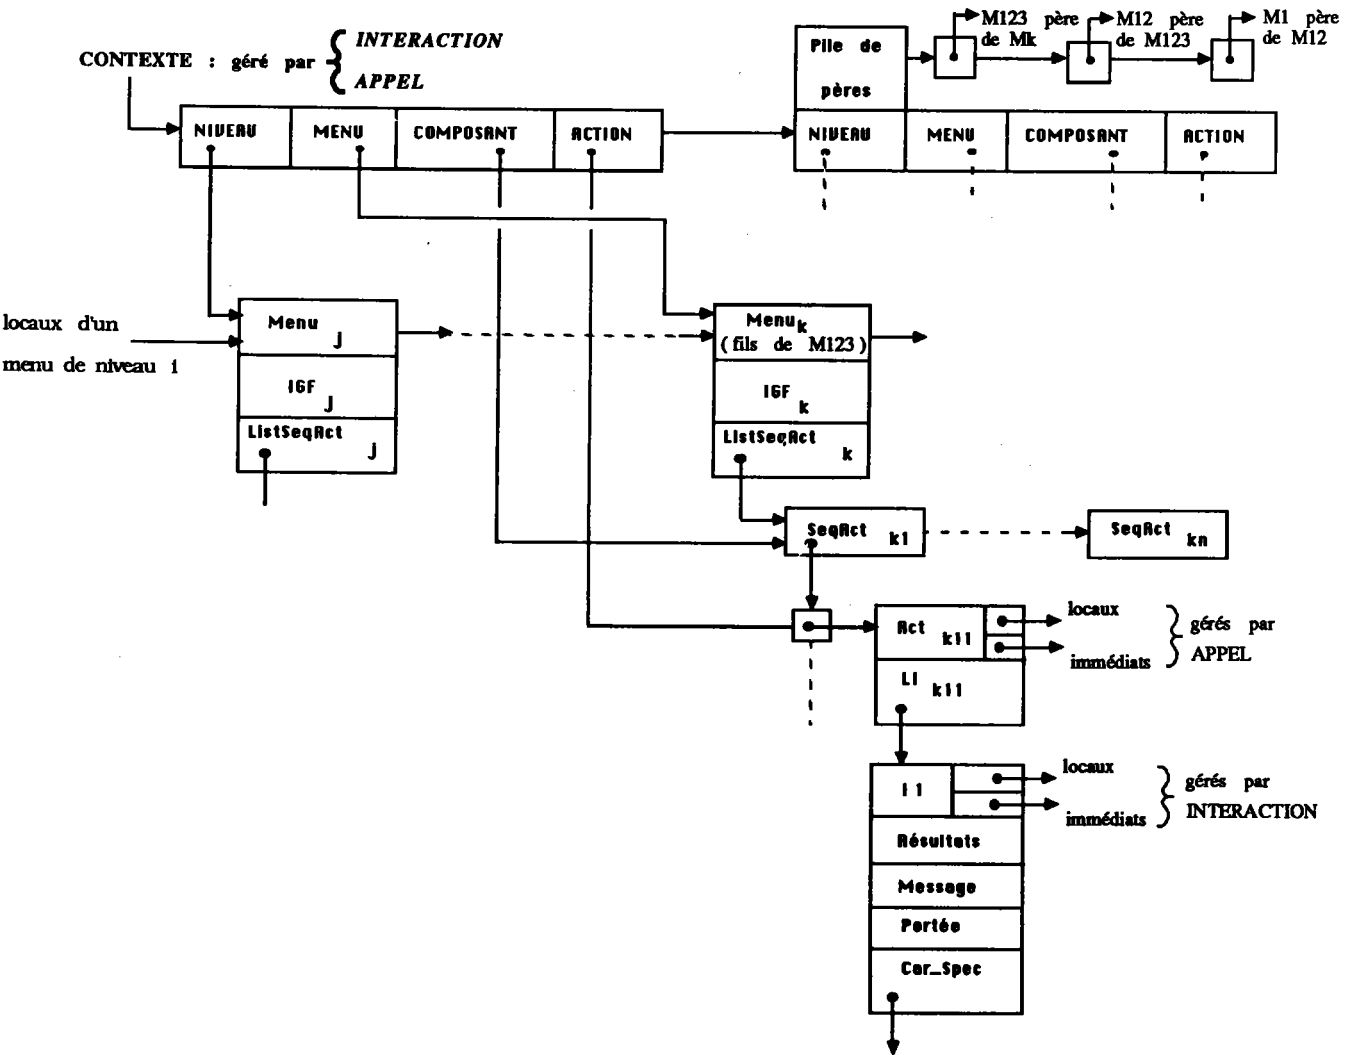 CONTEXTE : géré par
INTERACTION
APPEL
Pile de
pères
M123 père
de Mk
M12 père
de M123
M1 père
de M12
NIVEAU
MENU
COMPOSANT
ACTION
NIVEAU
MENU
COMPOSANT
ACTION
locaux d'un
menu de niveau i
Menu j
IGF j
ListSeqAct j
Menu k
( fils de M123 )
IGF k
ListSeqAct k
SeqAct k1
SeqAct kn
Act k11
LI k11
locaux
immédiats
gérés par
APPEL
I1
Résultats
Message
Portée
Car_Spec
locaux
immédiats
gérés par
INTERACTION